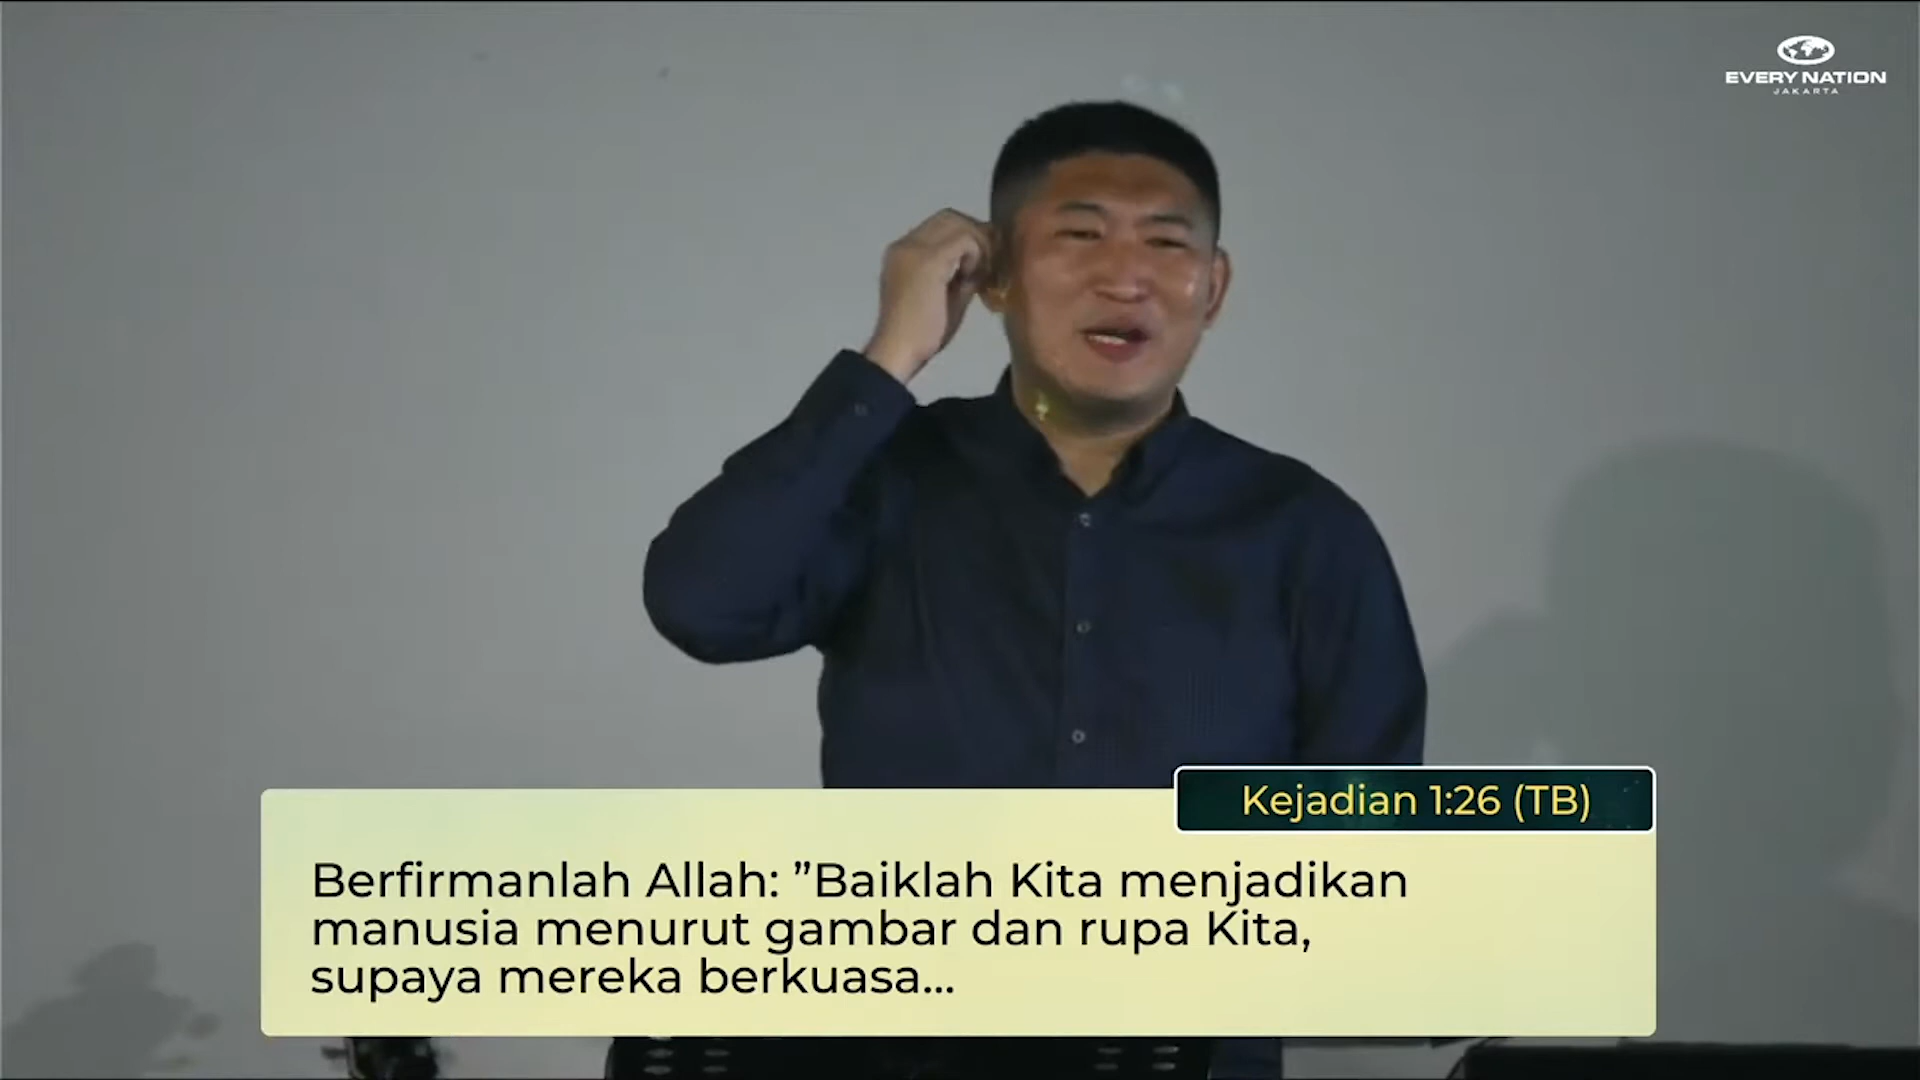 EVERY NATION
JAKARTA
Kejadian 1:26 (TB)
Berfirmanlah Allah: ”Baiklah Kita menjadikan
manusia menurut gambar dan rupa Kita,
supaya mereka berkuasa...